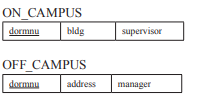 ON_CAMPUS
dormnu bldg supervisor
OFF_CAMPUS
dormnu address manager